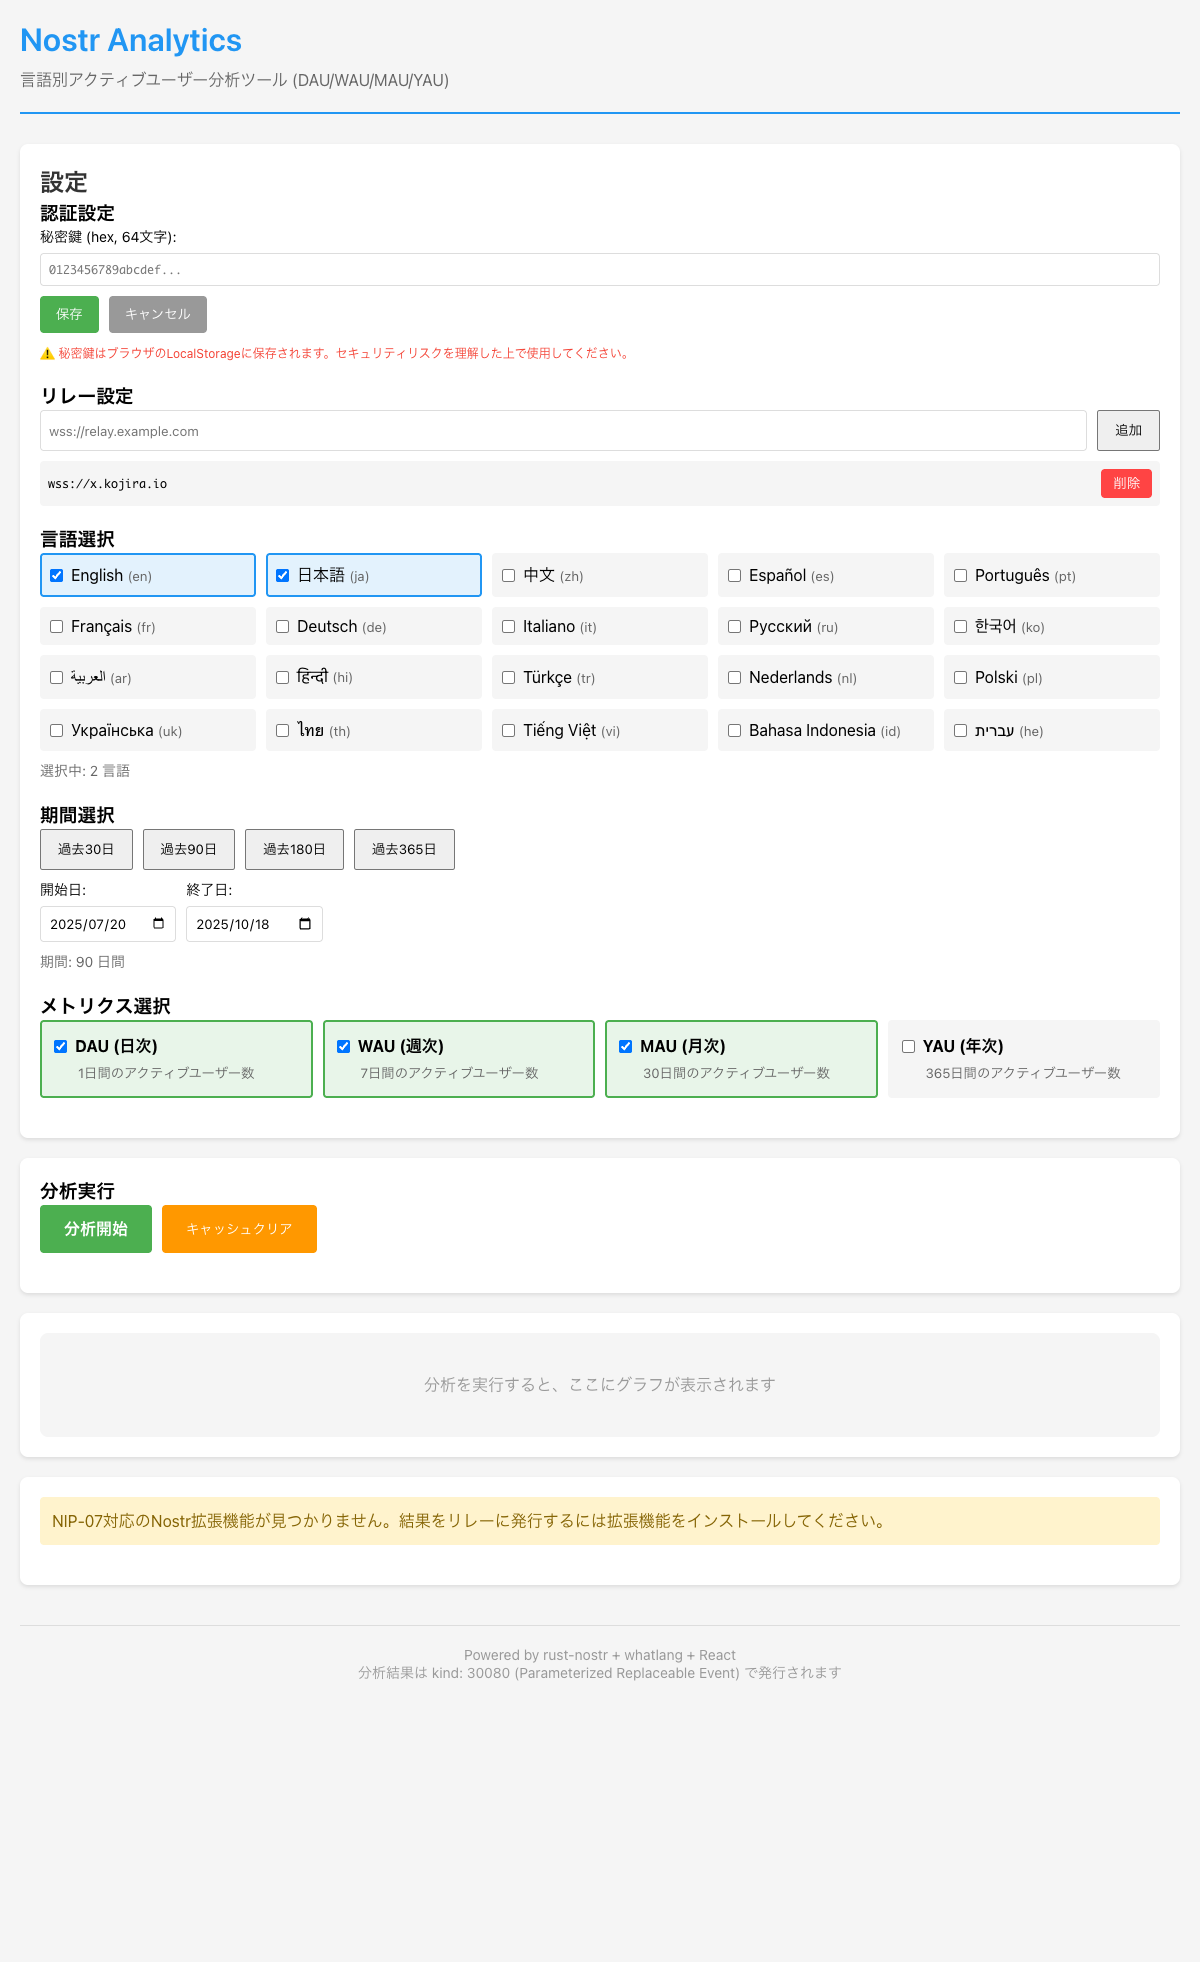 Nostr Analytics
言語別アクティブユーザー分析ツール (DAU/WAU/MAU/YAU)
設定
認証設定
秘密鍵 (hex, 64文字):
0123456789abcdef...
保存 キャンセル
⚠️ 秘密鍵はブラウザのLocalStorageに保存されます。セキュリティリスクを理解した上で使用してください。
リレー設定
wss://relay.example.com 追加
wss://x.kojira.io 削除
言語選択
English (en) 日本語 (ja) 中文 (zh) Español (es) Português (pt)
Français (fr) Deutsch (de) Italiano (it) Русский (ru) 한국어 (ko)
العربية (ar) हिन्दी (hi) Türkçe (tr) Nederlands (nl) Polski (pl)
Українська (uk) ไทย (th) Tiếng Việt (vi) Bahasa Indonesia (id) עברית (he)
選択中: 2 言語
期間選択
過去30日 過去90日 過去180日 過去365日
開始日: 終了日:
2025/07/20 2025/10/18
期間: 90 日間
メトリクス選択
DAU (日次) WAU (週次) MAU (月次) YAU (年次)
1日間のアクティブユーザー数 7日間のアクティブユーザー数 30日間のアクティブユーザー数 365日間のアクティブユーザー数
分析実行
分析開始 キャッシュクリア
分析を実行すると、ここにグラフが表示されます
NIP-07対応のNostr拡張機能が見つかりません。結果をリレーに発行するには拡張機能をインストールしてください。
Powered by rust-nostr + whatlang + React
分析結果は kind: 30080 (Parameterized Replaceable Event) で発行されます